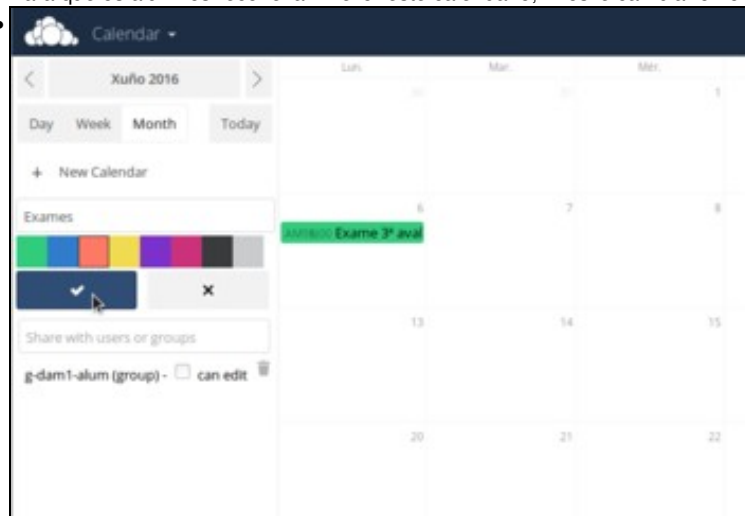 Calendar
Xuño 2016
Lun.
Mar.
Mér.
1
Day Week Month Today
+ New Calendar
Exames
6
7
8
Exame 3ª aval
Share with users or groups
13
14
15
g-dam1-alum (group) - can edit
20
21
22